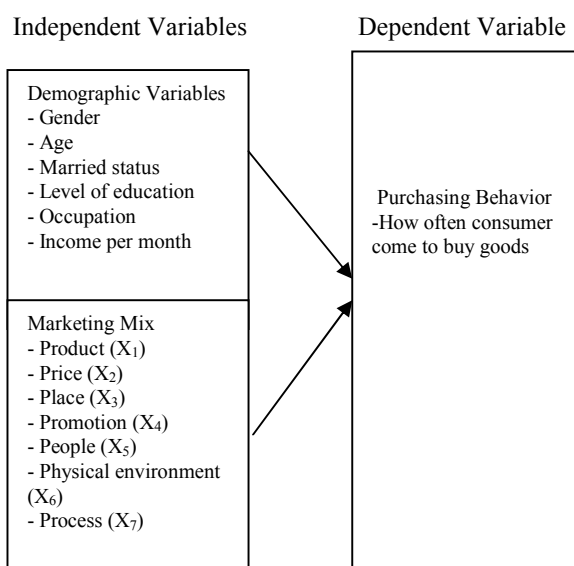 Independent Variables
Dependent Variable
Demographic Variables
- Gender
- Age
- Married status
- Level of education
- Occupation
- Income per month
Marketing Mix
- Product (X₁)
- Price (X₂)
- Place (X₃)
- Promotion (X₄)
- People (X₅)
- Physical environment
(X₆)
- Process (X₇)
Purchasing Behavior
-How often consumer
come to buy goods